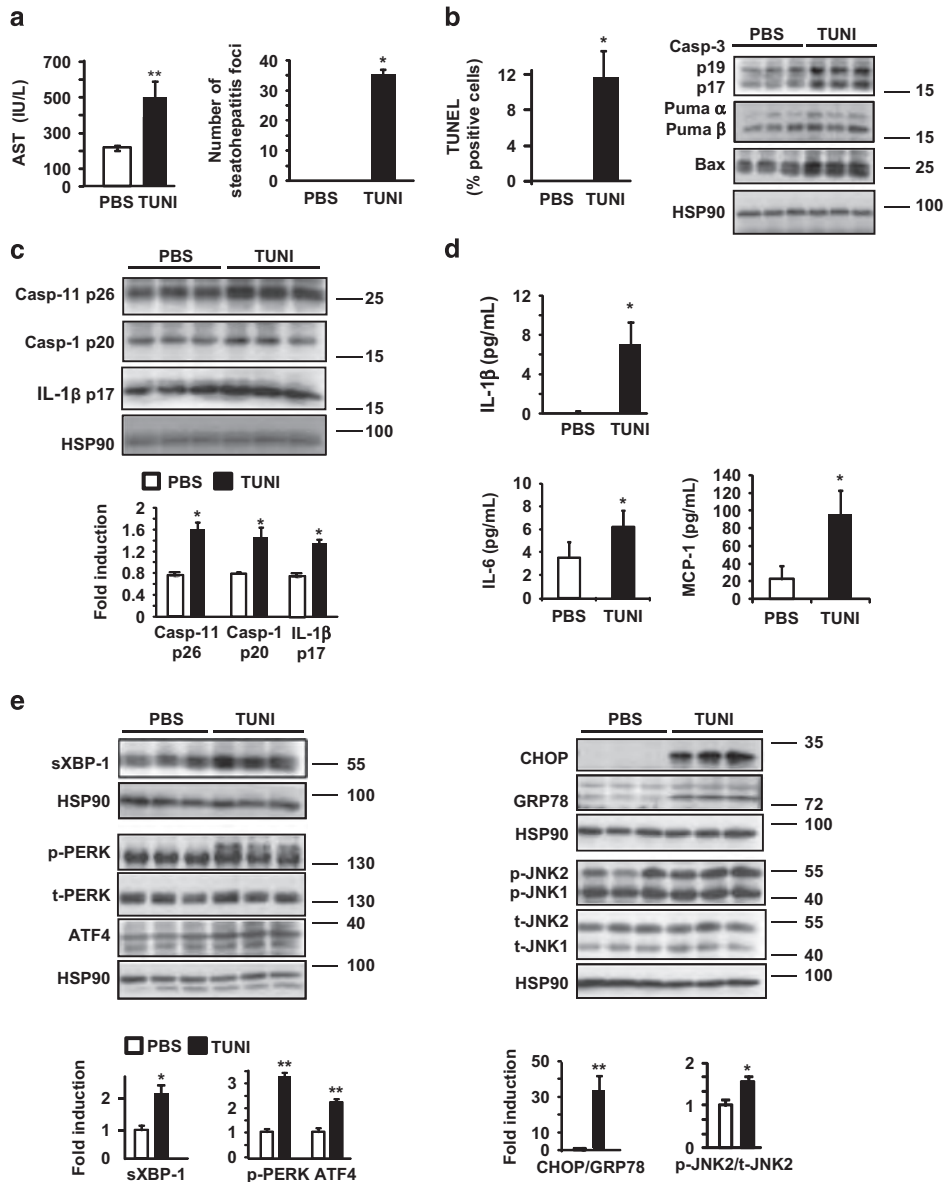 a
AST (IU/L)
700
500
360
200
0
**
PBS TUNI
Number of
steatohepatitis foci
40
35
30
25
20
15
10
5
0
*
PBS TUNI
b
TUNEL
(% positive cells)
12
8
4
0
*
PBS TUNI
PBS TUNI
Casp-3
p19
p17
15
Puma α
Puma β
15
Bax
25
HSP90
100
c
PBS TUNI
Casp-11 p26
25
Casp-1 p20
15
IL-1β p17
15
HSP90
100
PBS TUNI
Fold induction
2
1.6
1.2
0.8
0.4
0
* * *
Casp-11 Casp-1 IL-1β
p26 p20 p17
d
IL-1β (pg/mL)
12
8
4
0
*
PBS TUNI
IL-6 (pg/mL)
10
8
6
4
2
0
*
PBS TUNI
MCP-1 (pg/mL)
140
120
100
80
60
40
20
0
*
PBS TUNI
e
PBS TUNI
sXBP-1
55
HSP90
100
p-PERK
130
t-PERK
130
ATF4
40
HSP90
100
PBS TUNI
Fold induction
2
1
0
*
sXBP-1
3
2
1
0
** **
p-PERK ATF4
PBS TUNI
CHOP
35
GRP78
72
HSP90
100
p-JNK2
55
p-JNK1
40
t-JNK2
55
t-JNK1
40
HSP90
100
Fold induction
50
30
10
0
**
CHOP/GRP78
2
1
1
0
*
p-JNK2/t-JNK2